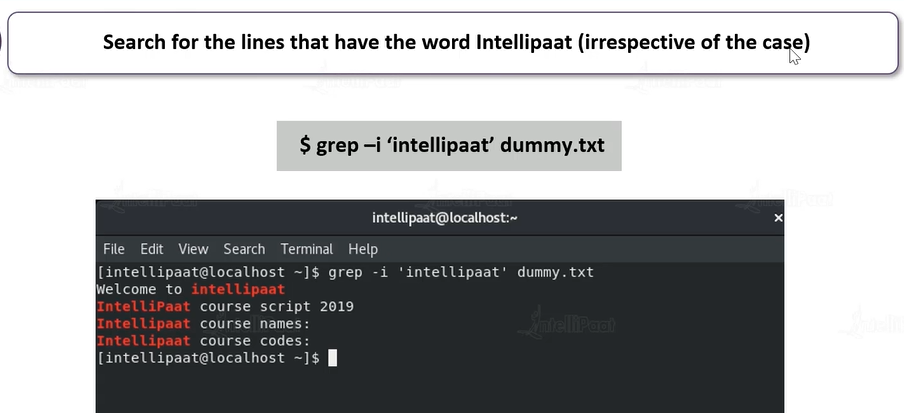 Search for the lines that have the word Intellipaat (irrespective of the case)
$ grep –i ‘intellipaat’ dummy.txt
intellipaat@localhost:~ ×
File Edit View Search Terminal Help
[intellipaat@localhost ~]$ grep -i 'intellipaat' dummy.txt
Welcome to intellipaat
IntelliPaat course script 2019
Intellipaat course names:
Intellipaat course codes:
[intellipaat@localhost ~]$
IntelliPaat